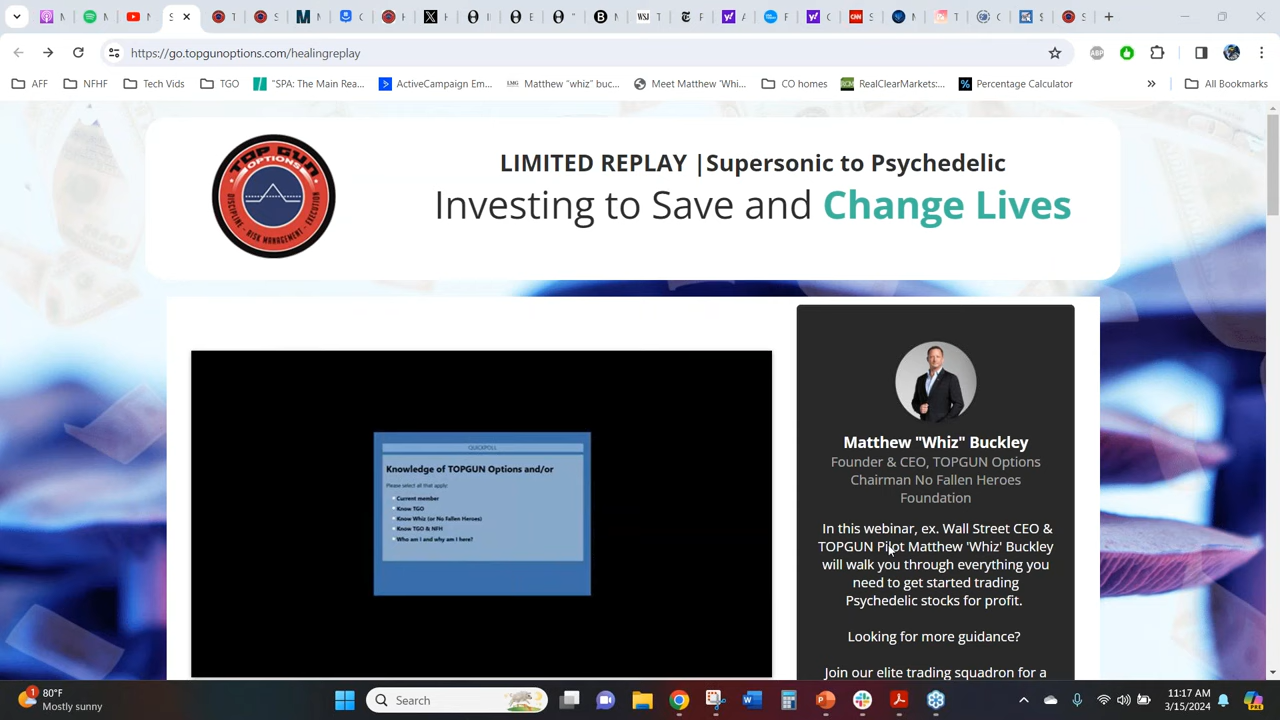 S
T
S
M
G
H
O
E
"
M
T
F
A
Y
C
S
M
T
C
$
S
https://go.topgunoptions.com/healingreplay
ABP
AFF
NFHF
Tech Vids
TGO
"SPA: The Main Rea...
ActiveCampaign Em...
Matthew "whiz" buc...
Meet Matthew 'Whi...
CO homes
RealClearMarkets:...
Percentage Calculator
»
All Bookmarks
TOP GUN
OPTIONS
DISCIPLINE • RISK MANAGEMENT • EXECUTION
LIMITED REPLAY |Supersonic to Psychedelic
Investing to Save and Change Lives
QUICKPOLL
Knowledge of TOPGUN Options and/or
Please select all that apply:
Current member
Know TGO
Know Whiz (or No Fallen Heroes)
Know TGO & NFH
Who am I and why am I here?
Matthew "Whiz" Buckley
Founder & CEO, TOPGUN Options
Chairman No Fallen Heroes
Foundation
In this webinar, ex. Wall Street CEO &
TOPGUN Pilot Matthew 'Whiz' Buckley
will walk you through everything you
need to get started trading
Psychedelic stocks for profit.
Looking for more guidance?
Join our elite trading squadron for a
1
80°F
Mostly sunny
Search
11:17 AM
3/15/2024